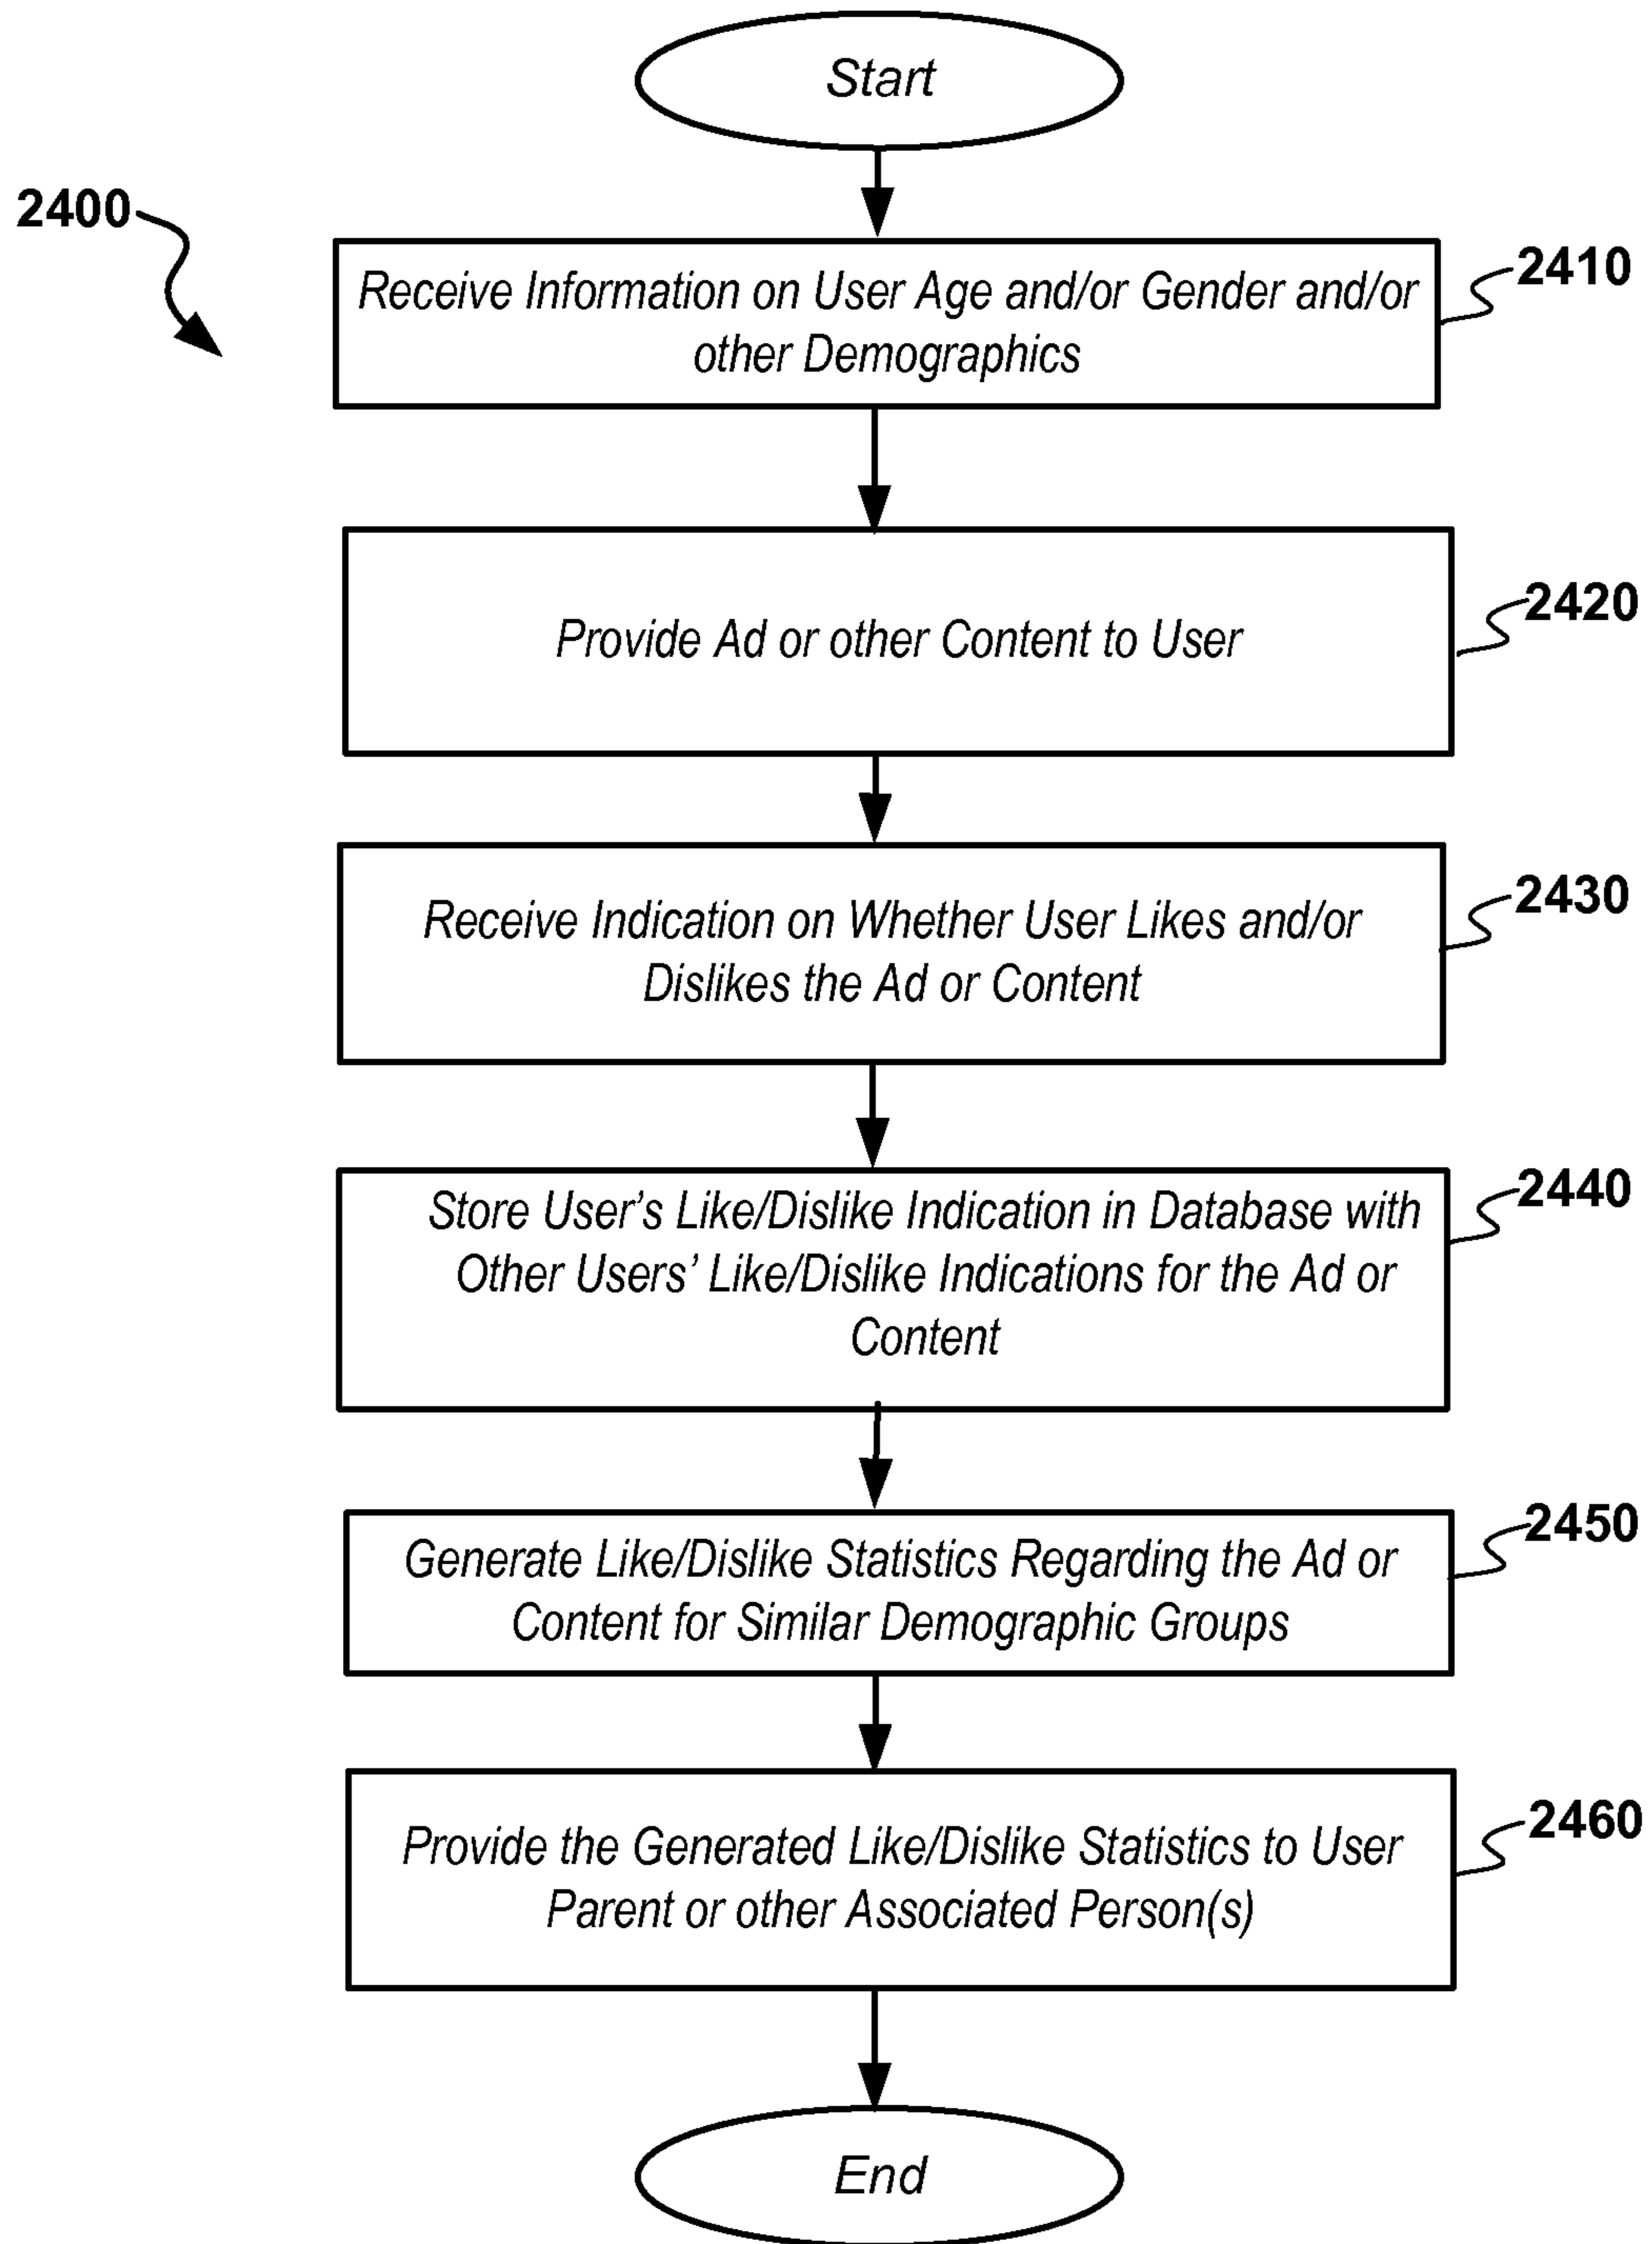 Start
2400
Receive Information on User Age and/or Gender and/or
other Demographics
2410
Provide Ad or other Content to User
2420
Receive Indication on Whether User Likes and/or
Dislikes the Ad or Content
2430
Store User’s Like/Dislike Indication in Database with
Other Users’ Like/Dislike Indications for the Ad or
Content
2440
Generate Like/Dislike Statistics Regarding the Ad or
Content for Similar Demographic Groups
2450
Provide the Generated Like/Dislike Statistics to User
Parent or other Associated Person(s)
2460
End